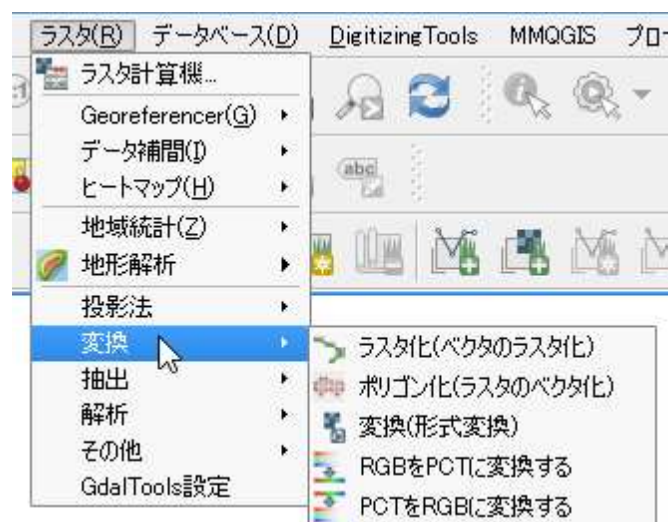 ラスタ(R) データベース(D) DigitizingTools MMQGIS プロ
ラスタ計算機...
Georeferencer(G)
データ補間(I)
ヒートマップ(H)
abc
地域統計(Z)
地形解析
投影法
変換
抽出
解析
その他
GdalTools設定
ラスタ化(ベクタのラスタ化)
ポリゴン化(ラスタのベクタ化)
変換(形式変換)
RGBをPCTに変換する
PCTをRGBに変換する